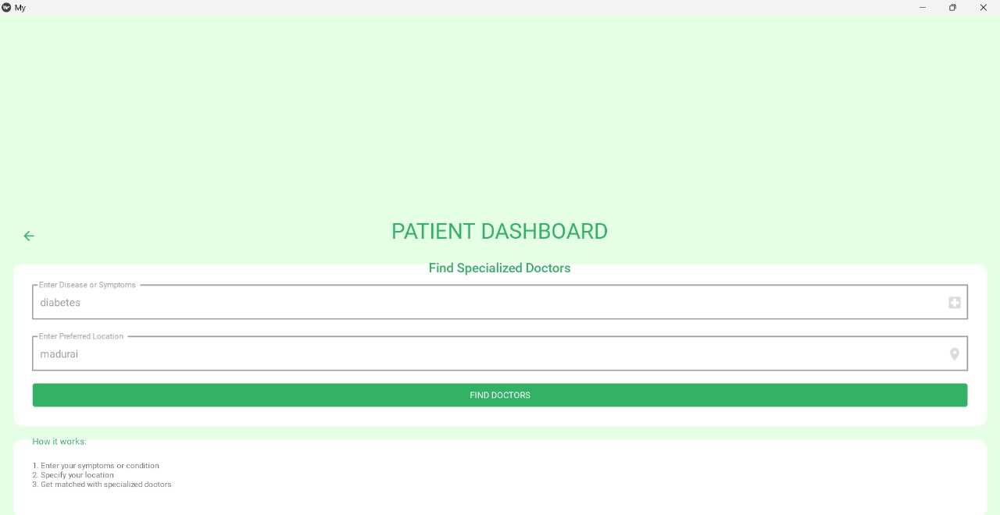 My
PATIENT DASHBOARD
Find Specialized Doctors
Enter Disease or Symptoms
diabetes
Enter Preferred Location
madurai
FIND DOCTORS
How it works:
1. Enter your symptoms or condition
2. Specify your location
3. Get matched with specialized doctors